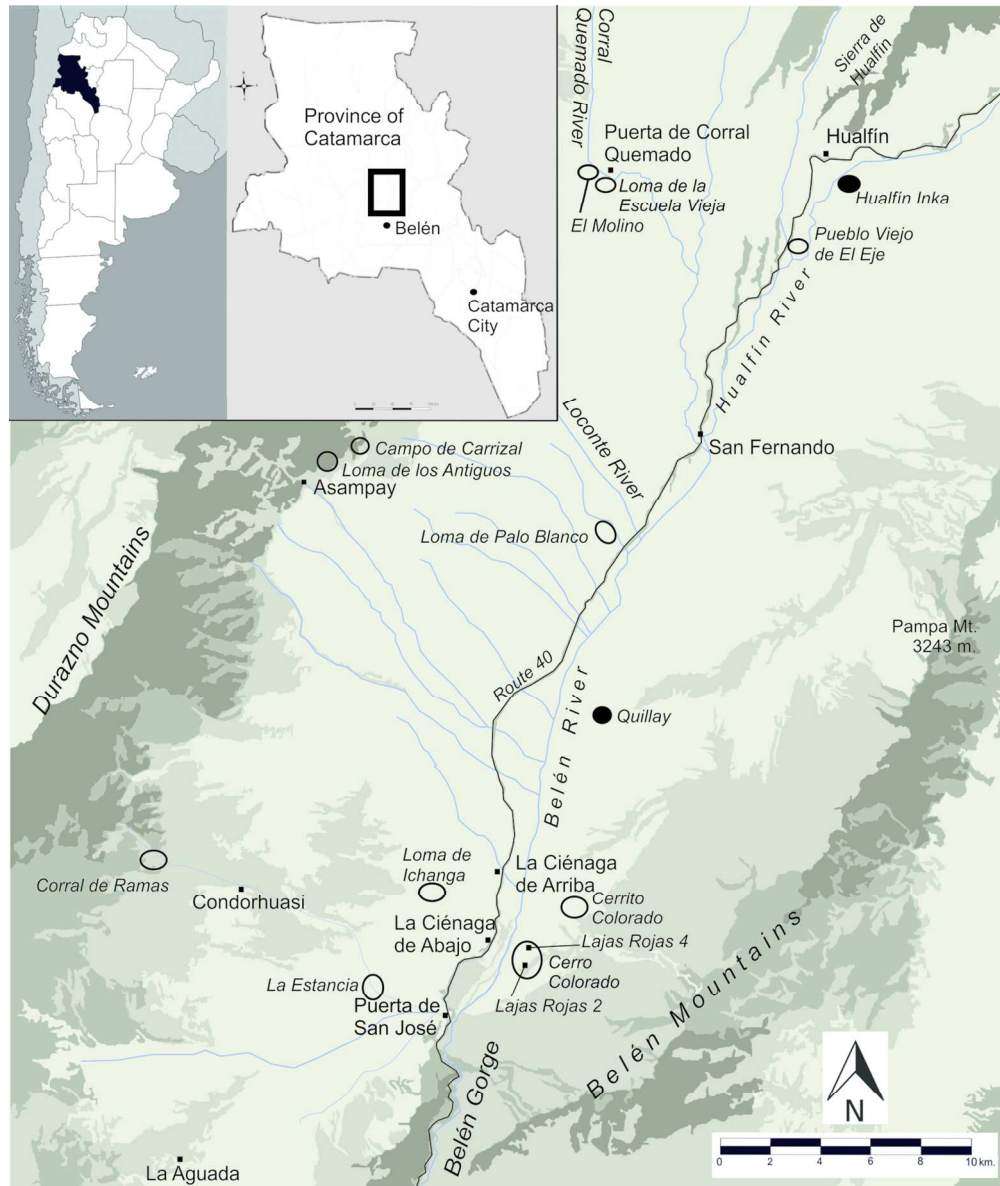 Province of
Catamarca
Belén
Catamarca
City
Corral
Quemado River
Sierra de
Hualfín
Puerta de Corral
Quemado
Hualfín
Loma de la
Escuela Vieja
El Molino
Hualfín Inka
Pueblo Viejo
de El Eje
Hualfín River
San Fernando
Loconte River
Campo de Carrizal
Loma de los Antiguos
Asampay
Loma de Palo Blanco
Durazno Mountains
Pampa Mt.
3243 m.
Route 40
Quillay
Belén River
Corral de Ramas
Condorhuasi
Loma de
Ichanga
La Ciénaga
de Arriba
Cerrito
Colorado
La Ciénaga
de Abajo
Lajas Rojas 4
Cerro
Colorado
Lajas Rojas 2
La Estancia
Puerta de
San José
Belén Mountains
Belén Gorge
La Aguada
N
0 2 4 6 8 10 km.